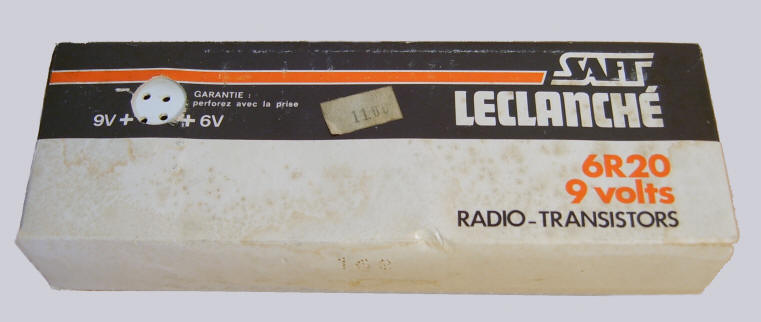 SAFT
LECLANCHÉ
GARANTIE :
perforez avec la prise
9V + + 6V
6R20
9 volts
RADIO-TRANSISTORS